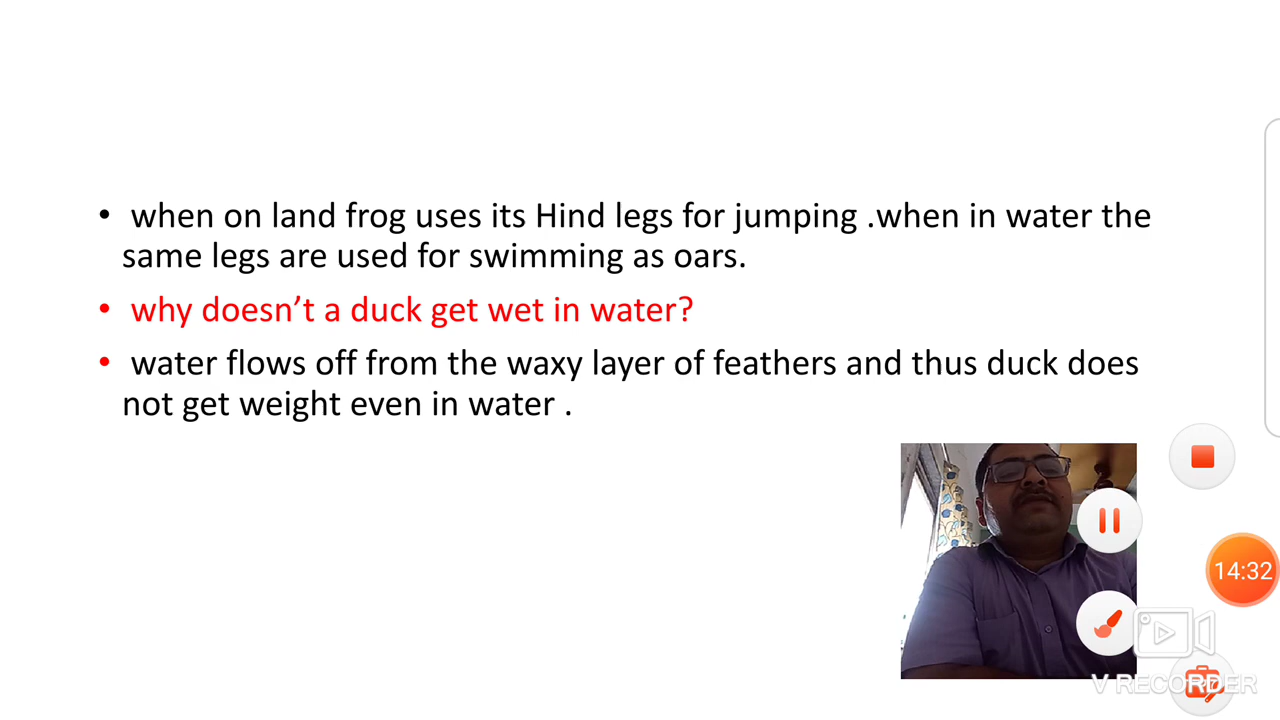 • when on land frog uses its Hind legs for jumping .when in water the
same legs are used for swimming as oars.
• why doesn’t a duck get wet in water?
• water flows off from the waxy layer of feathers and thus duck does
not get weight even in water .
14:32
V RECORDER